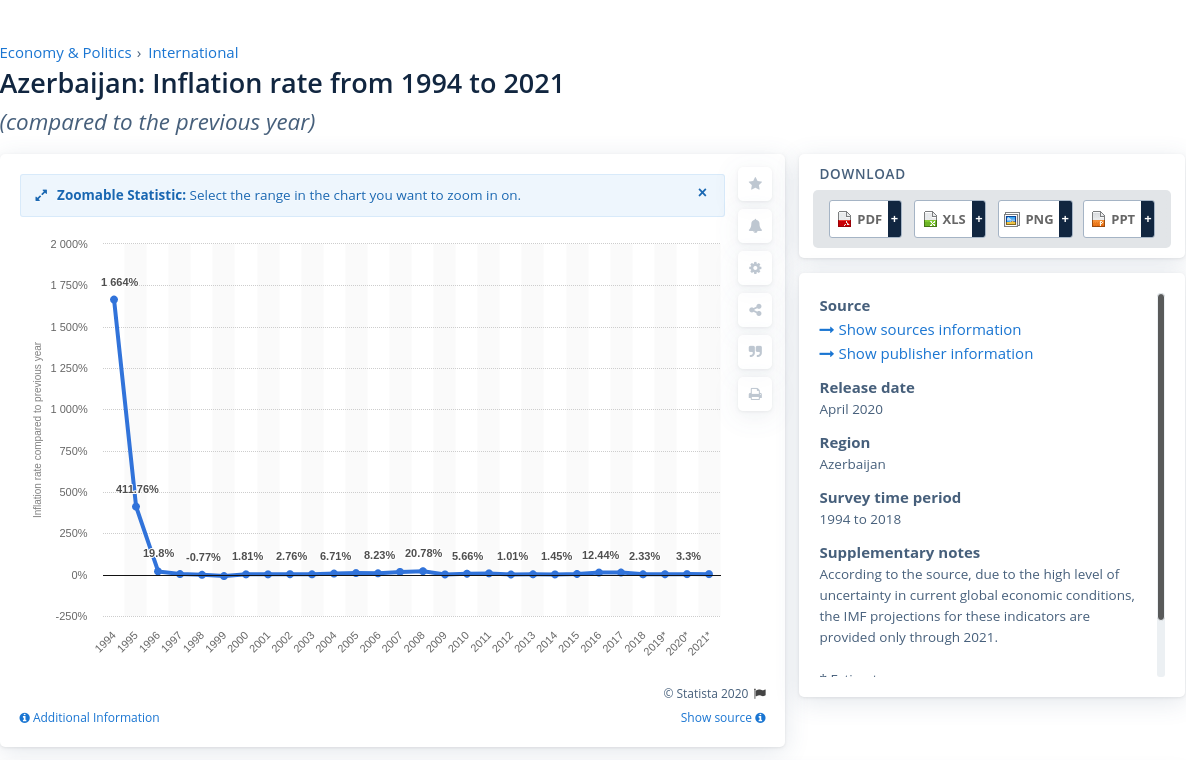 Economy & Politics › International
Azerbaijan: Inflation rate from 1994 to 2021
(compared to the previous year)
Zoomable Statistic: Select the range in the chart you want to zoom in on.
×
2 000%
1 750%
1 500%
1 250%
1 000%
750%
500%
250%
0%
-250%
Inflation rate compared to previous year
1 664%
411.76%
19.8%
-0.77%
1.81%
2.76%
6.71%
8.23%
20.78%
5.66%
1.01%
1.45%
12.44%
2.33%
3.3%
1994
1995
1996
1997
1998
1999
2000
2001
2002
2003
2004
2005
2006
2007
2008
2009
2010
2011
2012
2013
2014
2015
2016
2017
2018
2019*
2020*
2021*
© Statista 2020
Additional Information
Show source
DOWNLOAD
PDF +
XLS +
PNG +
PPT +
Source
Show sources information
Show publisher information
Release date
April 2020
Region
Azerbaijan
Survey time period
1994 to 2018
Supplementary notes
According to the source, due to the high level of
uncertainty in current global economic conditions,
the IMF projections for these indicators are
provided only through 2021.